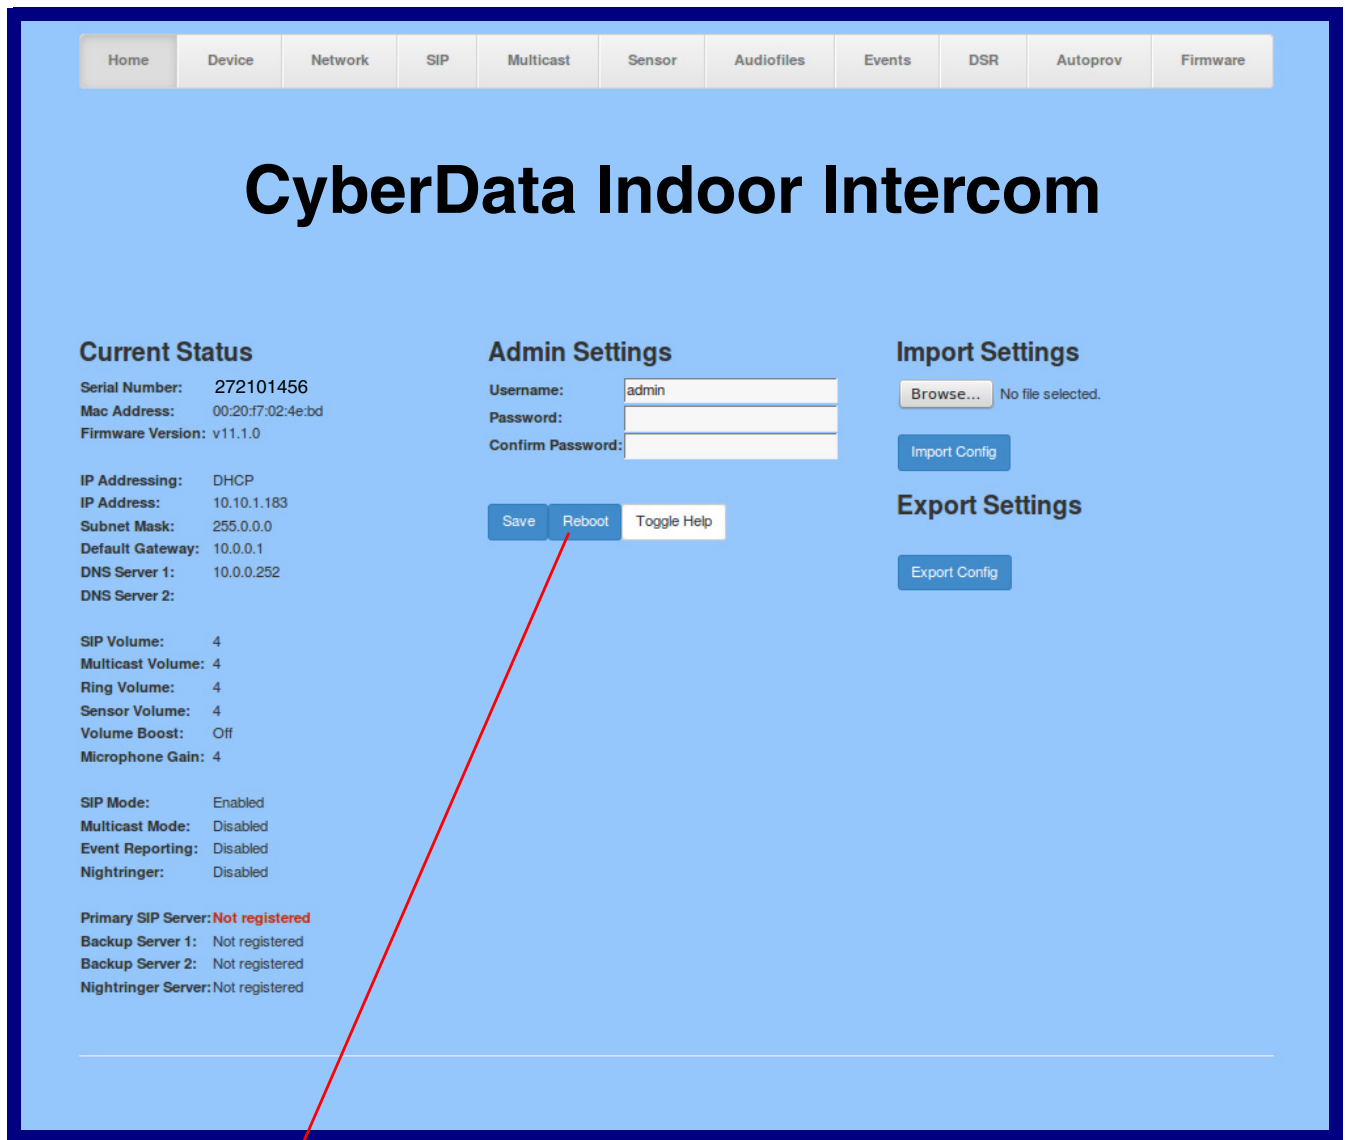 Home Device Network SIP Multicast Sensor Audiofiles Events DSR Autoprov Firmware
CyberData Indoor Intercom
Current Status
Serial Number: 272101456
Mac Address: 00:20:f7:02:4e:bd
Firmware Version: v11.1.0
IP Addressing: DHCP
IP Address: 10.10.1.183
Subnet Mask: 255.0.0.0
Default Gateway: 10.0.0.1
DNS Server 1: 10.0.0.252
DNS Server 2:
SIP Volume: 4
Multicast Volume: 4
Ring Volume: 4
Sensor Volume: 4
Volume Boost: Off
Microphone Gain: 4
SIP Mode: Enabled
Multicast Mode: Disabled
Event Reporting: Disabled
Nightringer: Disabled
Primary SIP Server: Not registered
Backup Server 1: Not registered
Backup Server 2: Not registered
Nightringer Server: Not registered
Admin Settings
Username: admin
Password:
Confirm Password:
Save Reboot Toggle Help
Import Settings
Browse... No file selected.
Import Config
Export Settings
Export Config